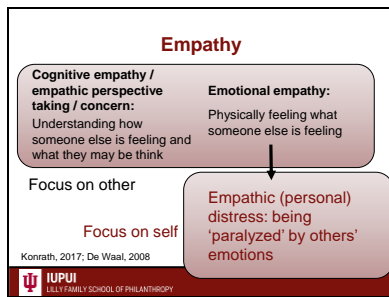 Empathy
Cognitive empathy /
empathic perspective
taking / concern:
Understanding how
someone else is feeling and
what they may be think
Emotional empathy:
Physically feeling what
someone else is feeling
Focus on other
Focus on self
Empathic (personal)
distress: being
‘paralyzed’ by others’
emotions
Konrath, 2017; De Waal, 2008
IUPUI
LILLY FAMILY SCHOOL OF PHILANTHROPY